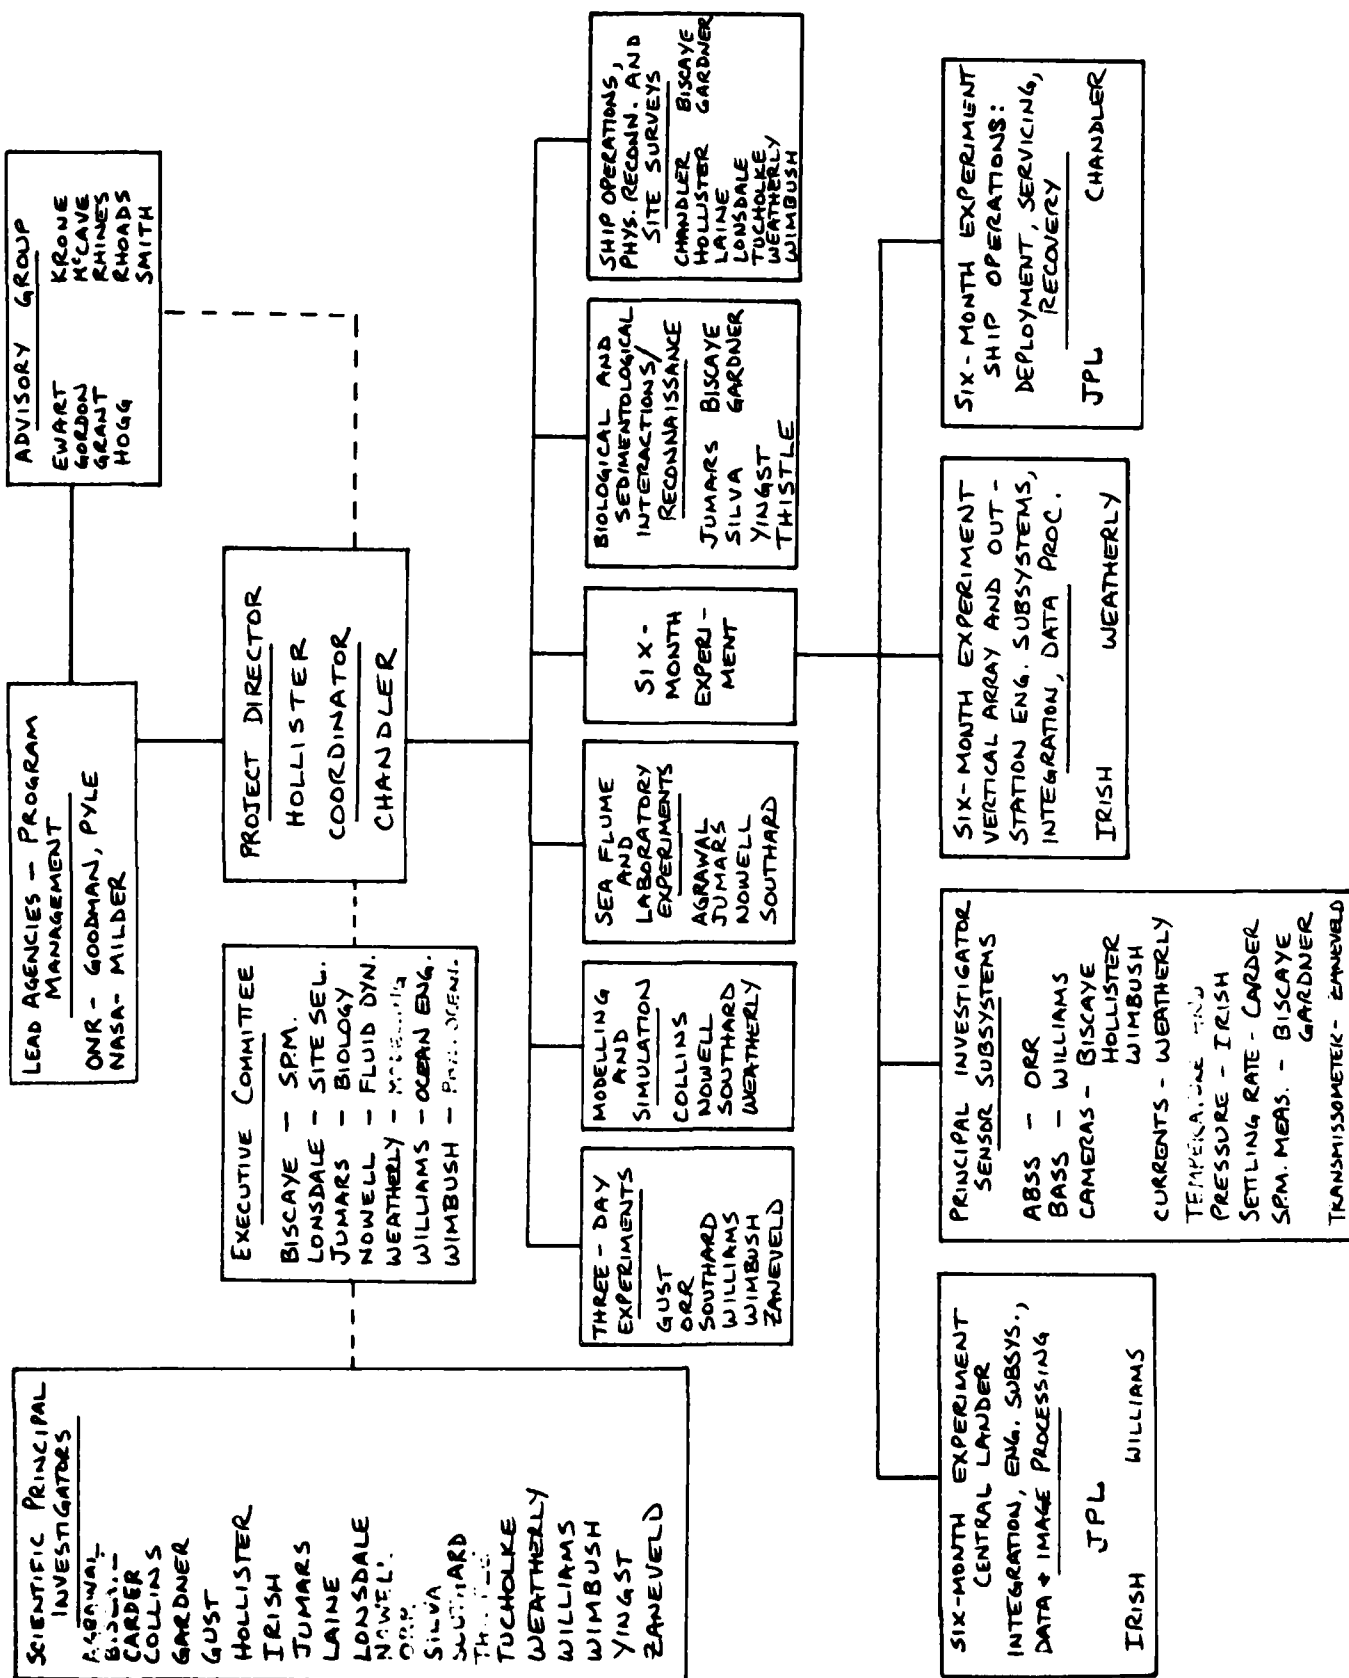 LEAD AGENCIES - PROGRAM
MANAGEMENT
ONR - GOODMAN, PYLE
NASA - MILDER
ADVISORY GROUP
EWART KRONE
GORDON McCAVE
GRANT RHINES
HOGG RHOADS
SMITH
SCIENTIFIC PRINCIPAL
INVESTIGATORS
AGRAWAL
CARDER
COLLINS
GARDNER
GUST
HOLLISTER
IRISH
JUMARS
LAINE
LONSDALE
NOWELL
ORR
SILVA
SOUTHARD
TUCHOLKE
WEATHERLY
WILLIAMS
WIMBUSH
YINGST
ZANEVELD
EXECUTIVE COMMITTEE
BISCAYE - S.P.M.
LONSDALE - SITE SEL.
JUMARS - BIOLOGY
NOWELL - FLUID DYN.
WEATHERLY -
WILLIAMS - OCEAN ENG.
WIMBUSH -
PROJECT DIRECTOR
HOLLISTER
COORDINATOR
CHANDLER
THREE-DAY
EXPERIMENTS
GUST
ORR
SOUTHARD
WILLIAMS
WIMBUSH
ZANEVELD
MODELLING
AND
SIMULATION
COLLINS
NOWELL
SOUTHARD
WEATHERLY
SEA FLUME
AND
LABORATORY
EXPERIMENTS
AGRAWAL
JUMARS
NOWELL
SOUTHARD
SIX-
MONTH
EXPERI-
MENT
BIOLOGICAL AND
SEDIMENTOLOGICAL
INTERACTIONS/
RECONNAISSANCE
JUMARS BISCAYE
SILVA GARDNER
YINGST
THISTLE
SHIP OPERATIONS,
PHYS. RECONN. AND
SITE SURVEYS
CHANDLER BISCAYE
HOLLISTER GARDNER
LAINE
LONSDALE
TUCHOLKE
WEATHERLY
WIMBUSH
SIX-MONTH EXPERIMENT
CENTRAL LANDER
INTEGRATION, ENG. SUBSYS.,
DATA + IMAGE PROCESSING
JPL
IRISH WILLIAMS
PRINCIPAL INVESTIGATOR
SENSOR SUBSYSTEMS
ABSS - ORR
BASS - WILLIAMS
CAMERAS - BISCAYE
HOLLISTER
WIMBUSH
CURRENTS - WEATHERLY
TEMPERATURE AND
PRESSURE - IRISH
SETTLING RATE - CARDER
S.P.M. MEAS. - BISCAYE
GARDNER
TRANSMISSOMETER - ZANEVELD
SIX-MONTH EXPERIMENT
VERTICAL ARRAY AND OUT-
STATION ENG. SUBSYSTEMS,
INTEGRATION, DATA PROC.
IRISH WEATHERLY
SIX-MONTH EXPERIMENT
SHIP OPERATIONS:
DEPLOYMENT, SERVICING,
RECOVERY
JPL CHANDLER